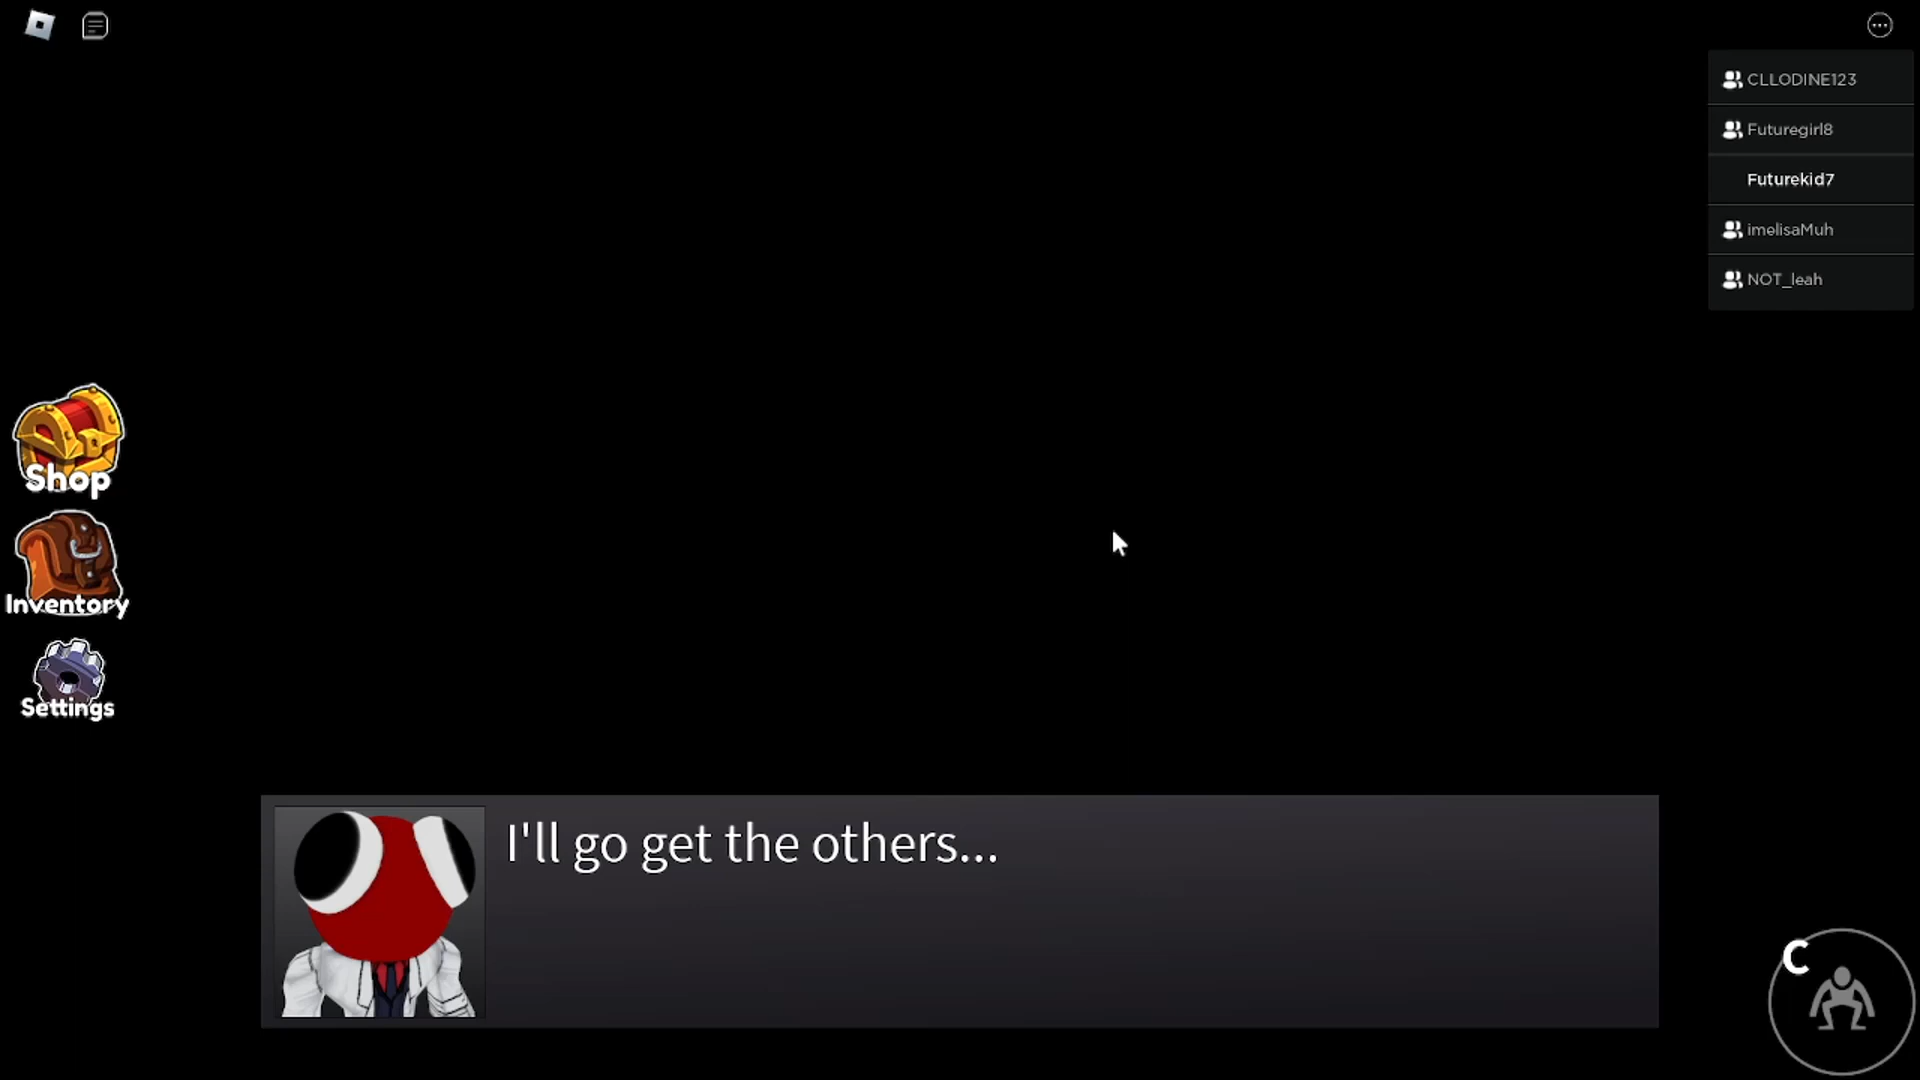 CLLODINE123
Futuregirl8
Futurekid7
imelisaMuh
NOT_leah
Shop
Inventory
Settings
I'll go get the others...
C